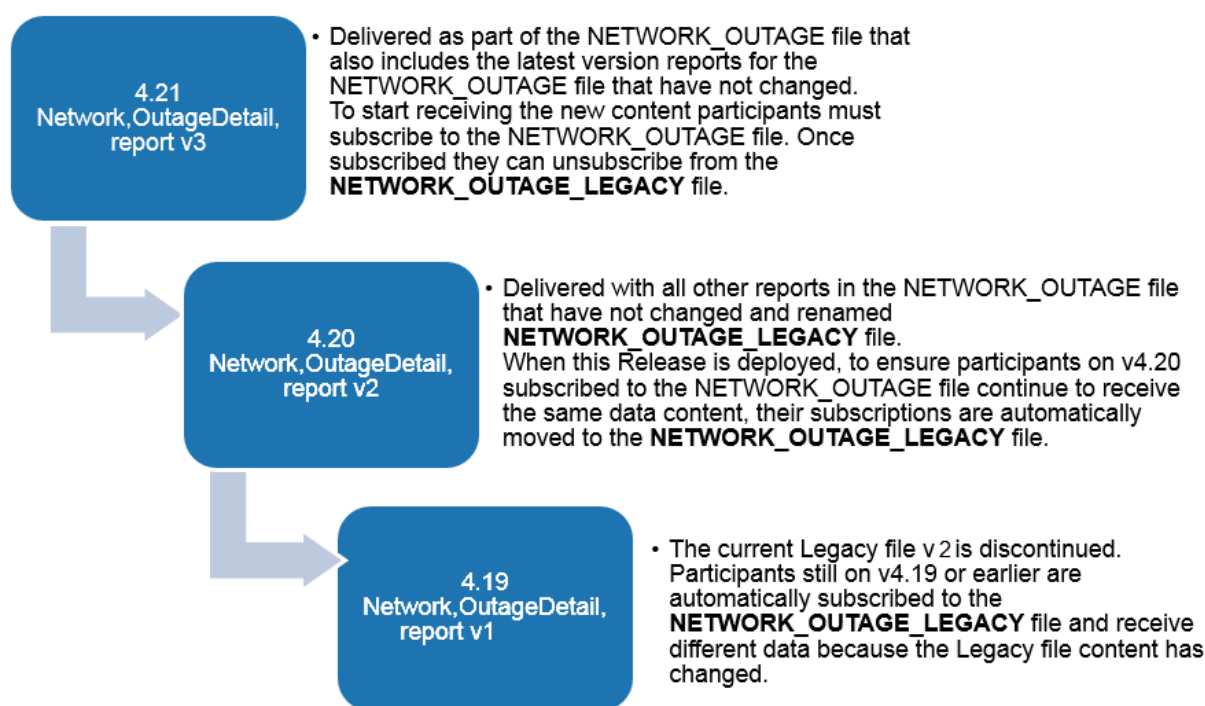 4.21
Network,OutageDetail,
report v3
• Delivered as part of the NETWORK_OUTAGE file that
also includes the latest version reports for the
NETWORK_OUTAGE file that have not changed.
To start receiving the new content participants must
subscribe to the NETWORK_OUTAGE file. Once
subscribed they can unsubscribe from the
NETWORK_OUTAGE_LEGACY file.
4.20
Network,OutageDetail,
report v2
• Delivered with all other reports in the NETWORK_OUTAGE file
that have not changed and renamed
NETWORK_OUTAGE_LEGACY file.
When this Release is deployed, to ensure participants on v4.20
subscribed to the NETWORK_OUTAGE file continue to receive
the same data content, their subscriptions are automatically
moved to the NETWORK_OUTAGE_LEGACY file.
4.19
Network,OutageDetail,
report v1
• The current Legacy file v 2 is discontinued.
Participants still on v4.19 or earlier are
automatically subscribed to the
NETWORK_OUTAGE_LEGACY file and receive
different data because the Legacy file content has
changed.